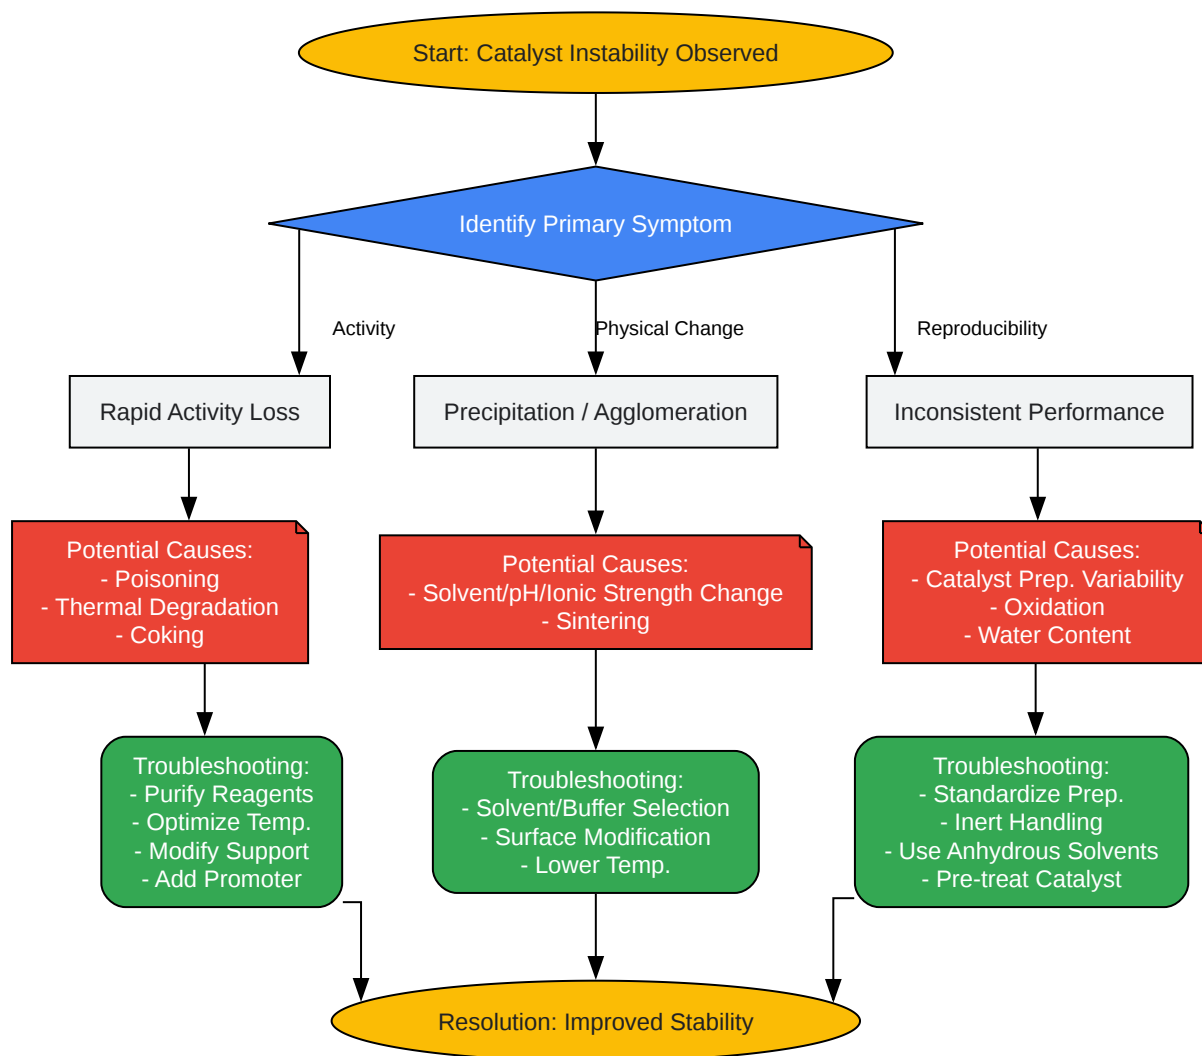 Start: Catalyst Instability Observed
Identify Primary Symptom
Activity
Physical Change
Reproducibility
Rapid Activity Loss
Precipitation / Agglomeration
Inconsistent Performance
Potential Causes:
- Poisoning
- Thermal Degradation
- Coking
Potential Causes:
- Solvent/pH/Ionic Strength Change
- Sintering
Potential Causes:
- Catalyst Prep. Variability
- Oxidation
- Water Content
Troubleshooting:
- Purify Reagents
- Optimize Temp.
- Modify Support
- Add Promoter
Troubleshooting:
- Solvent/Buffer Selection
- Surface Modification
- Lower Temp.
Troubleshooting:
- Standardize Prep.
- Inert Handling
- Use Anhydrous Solvents
- Pre-treat Catalyst
Resolution: Improved Stability